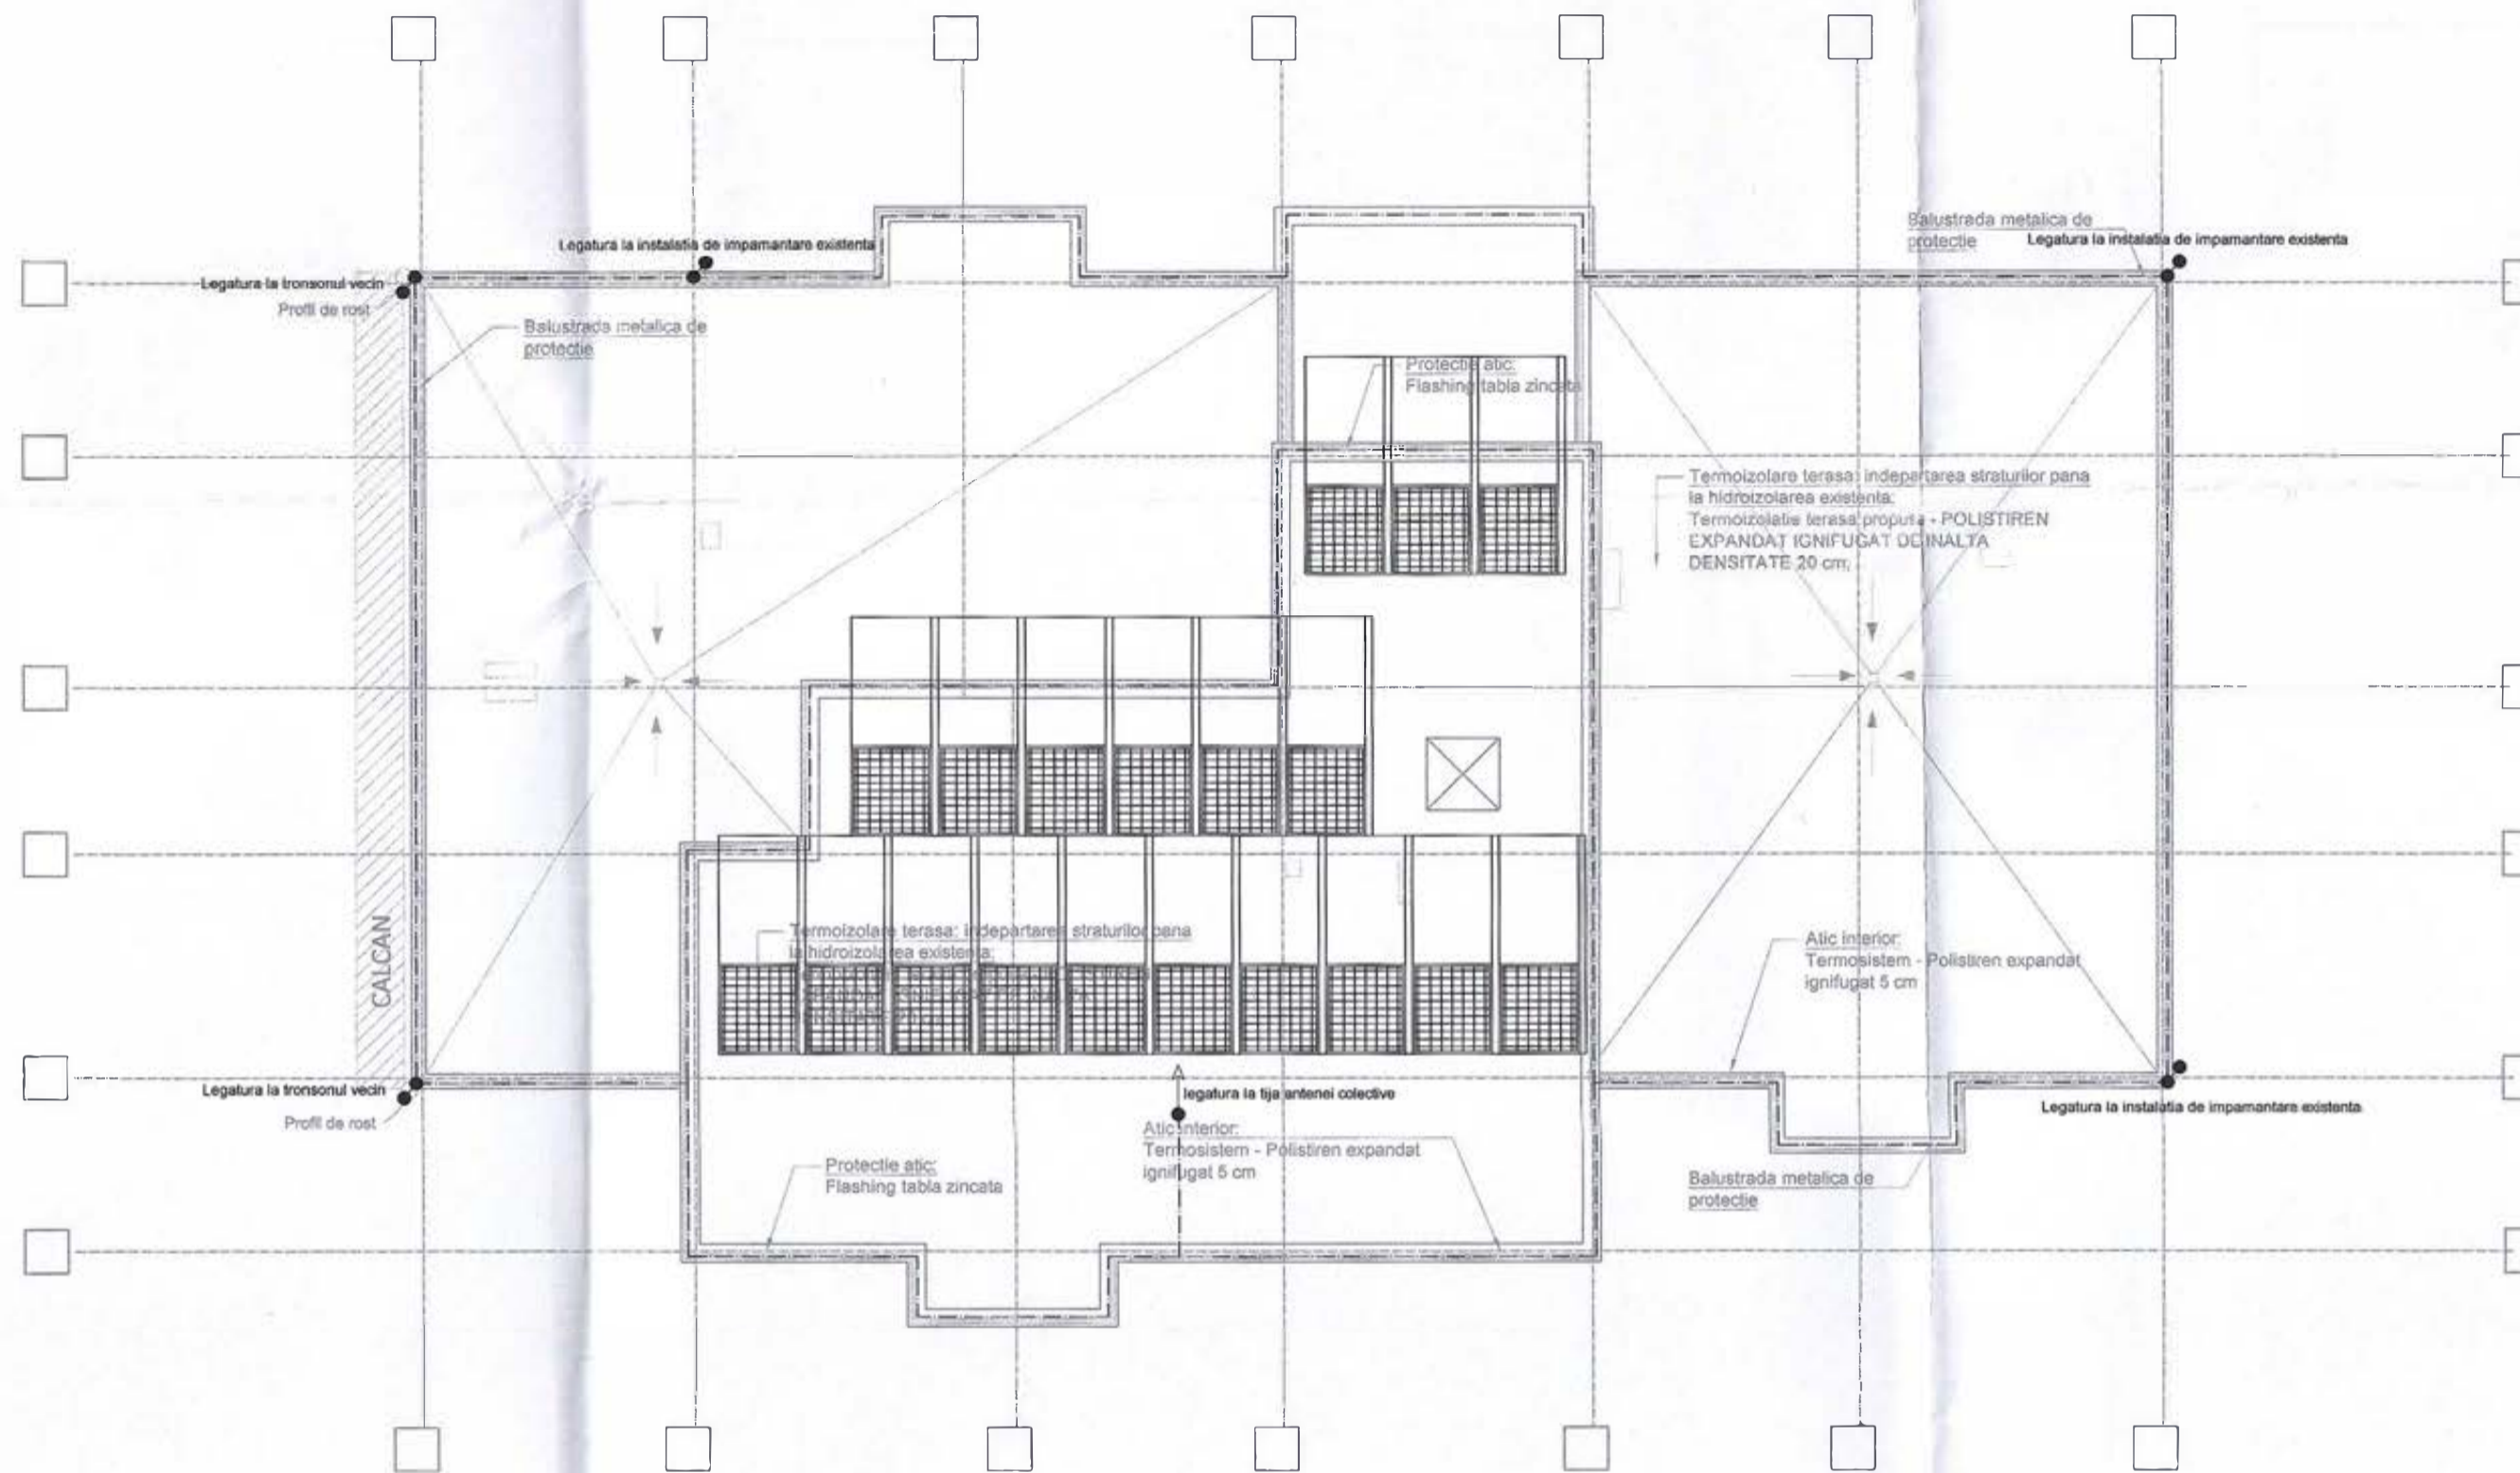 Balustrada metalica de
protectie
Legatura la instalatia de impamantare existenta
Legatura la instalatia de impamantare existenta
Legatura la tronsonul vecin
Profil de rost
Balustrada metalica de
protectie
Protectie atic:
Flashing tabla zincata
Termoizolare terasa: indepartarea straturilor pana
la hidroizolarea existenta;
Termoizolatie terasa propusa - POLISTIREN
EXPANDAT IGNIFUGAT DE INALTA
DENSITATE 20 cm;
CALCAN
Termoizolare terasa: indepartarea straturilor pana
la hidroizolarea existenta;
Atic interior:
Termosistem - Polistiren expandat
ignifugat 5 cm
Legatura la tronsonul vecin
Profil de rost
legatura la tija antenei colective
Atic interior:
Termosistem - Polistiren expandat
ignifugat 5 cm
Legatura la instalatia de impamantare existenta
Protectie atic:
Flashing tabla zincata
Balustrada metalica de
protectie